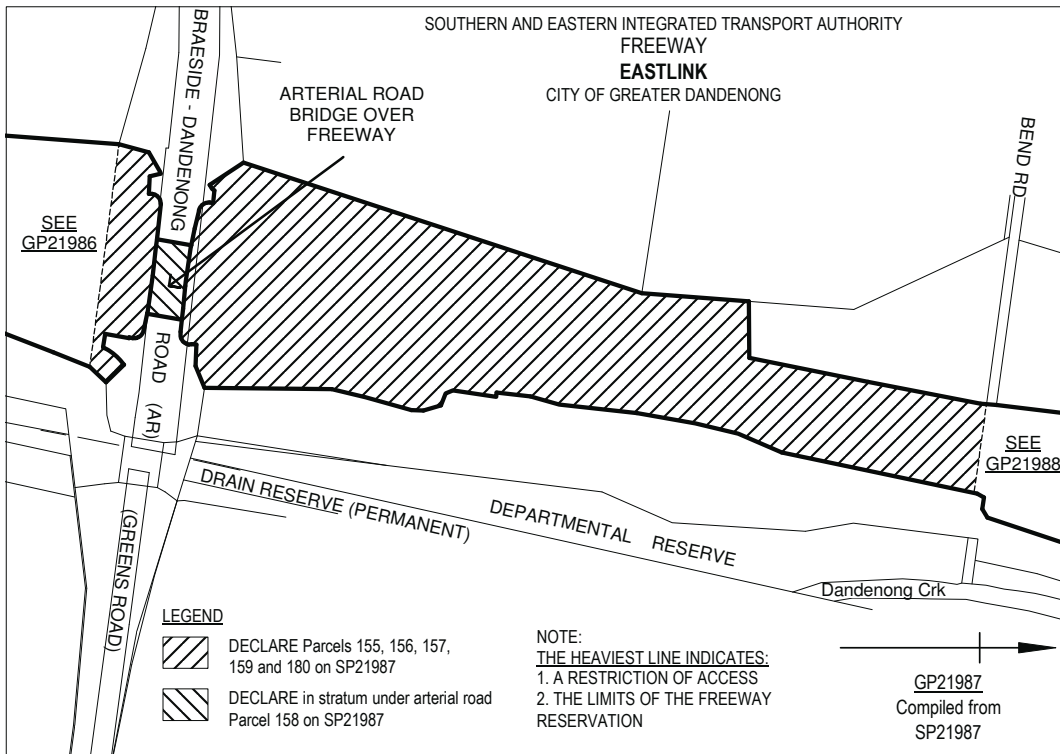 SOUTHERN AND EASTERN INTEGRATED TRANSPORT AUTHORITY
FREEWAY
EASTLINK
CITY OF GREATER DANDENONG
BRAESIDE - DANDENONG
ARTERIAL ROAD
BRIDGE OVER
FREEWAY
BEND RD
SEE
GP21986
ROAD (AR)
SEE
GP21988
DRAIN RESERVE (PERMANENT)
DEPARTMENTAL RESERVE
Dandenong Crk
(GREENS ROAD)
LEGEND
DECLARE Parcels 155, 156, 157,
159 and 180 on SP21987
DECLARE in stratum under arterial road
Parcel 158 on SP21987
NOTE:
THE HEAVIEST LINE INDICATES:
1. A RESTRICTION OF ACCESS
2. THE LIMITS OF THE FREEWAY
RESERVATION
GP21987
Compiled from
SP21987